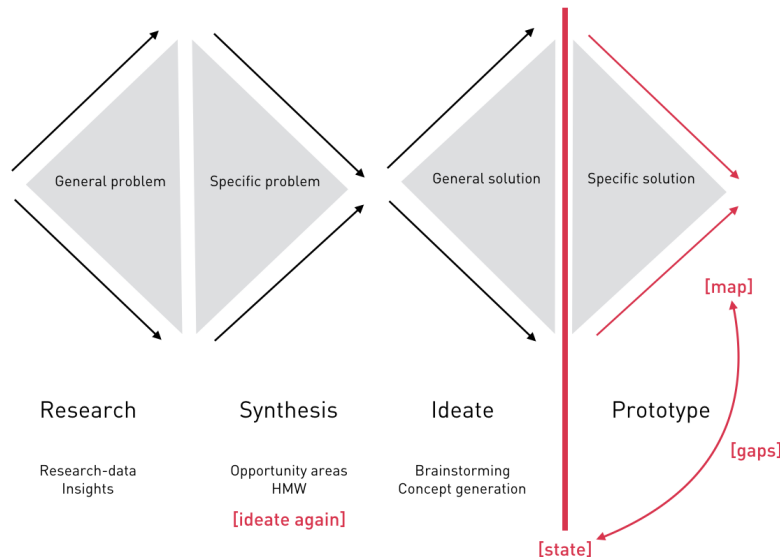 General problem
Specific problem
General solution
Specific solution
[map]
Research
Synthesis
Ideate
Prototype
[gaps]
Research-data
Insights
Opportunity areas
HMW
[ideate again]
Brainstorming
Concept generation
[state]